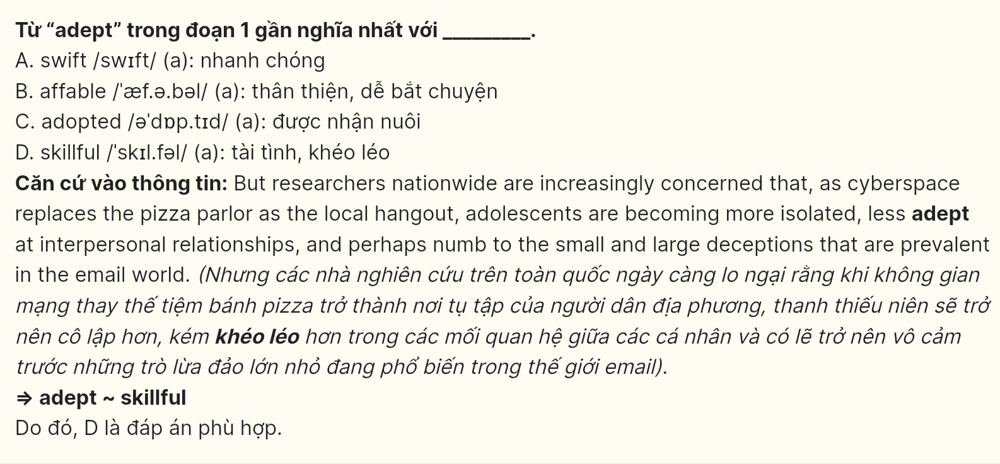 Từ “adept” trong đoạn 1 gần nghĩa nhất với _________.
A. swift /swɪft/ (a): nhanh chóng
B. affable /ˈæf.ə.bəl/ (a): thân thiện, dễ bắt chuyện
C. adopted /əˈdɒp.tɪd/ (a): được nhận nuôi
D. skillful /ˈskɪl.fəl/ (a): tài tình, khéo léo
Căn cứ vào thông tin: But researchers nationwide are increasingly concerned that, as cyberspace
replaces the pizza parlor as the local hangout, adolescents are becoming more isolated, less adept
at interpersonal relationships, and perhaps numb to the small and large deceptions that are prevalent
in the email world. (Nhưng các nhà nghiên cứu trên toàn quốc ngày càng lo ngại rằng khi không gian
mạng thay thế tiệm bánh pizza trở thành nơi tụ tập của người dân địa phương, thanh thiếu niên sẽ trở
nên cô lập hơn, kém khéo léo hơn trong các mối quan hệ giữa các cá nhân và có lẽ trở nên vô cảm
trước những trò lừa đảo lớn nhỏ đang phổ biến trong thế giới email).
⇒ adept ~ skillful
Do đó, D là đáp án phù hợp.